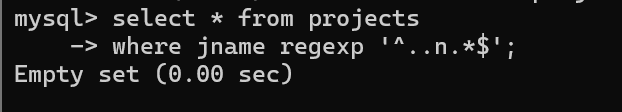 mysql> select * from projects
    -> where jname regexp '^..n.*$';
Empty set (0.00 sec)